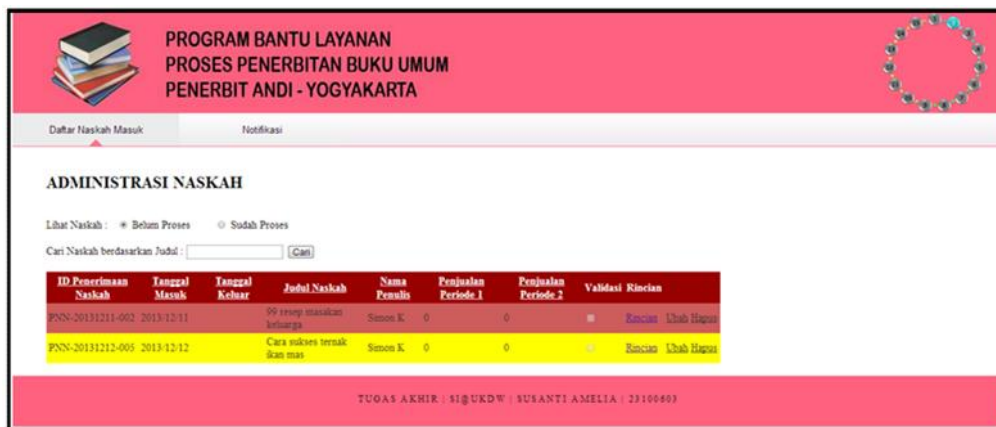 PROGRAM BANTU LAYANAN
PROSES PENERBITAN BUKU UMUM
PENERBIT ANDI - YOGYAKARTA
Daftar Naskah Masuk Notifikasi
ADMINISTRASI NASKAH
Lihat Naskah : Belum Proses Sudah Proses
Cari Naskah berdasarkan Judul : Cari
ID Penerimaan Naskah Tanggal Masuk Tanggal Keluar Judul Naskah Nama Penulis Penjualan Periode 1 Penjualan Periode 2 Validasi Rincian
PNN-20131211-002 2013/12/11 99 resep masakan keluarga Simon K 0 0 Rincian Ubah Hapus
PNN-20131212-005 2013/12/12 Cara sukses ternak ikan mas Simon K 0 0 Rincian Ubah Hapus
TUGAS AKHIR | SI@UKDW | SUSANTI AMELIA | 23100603